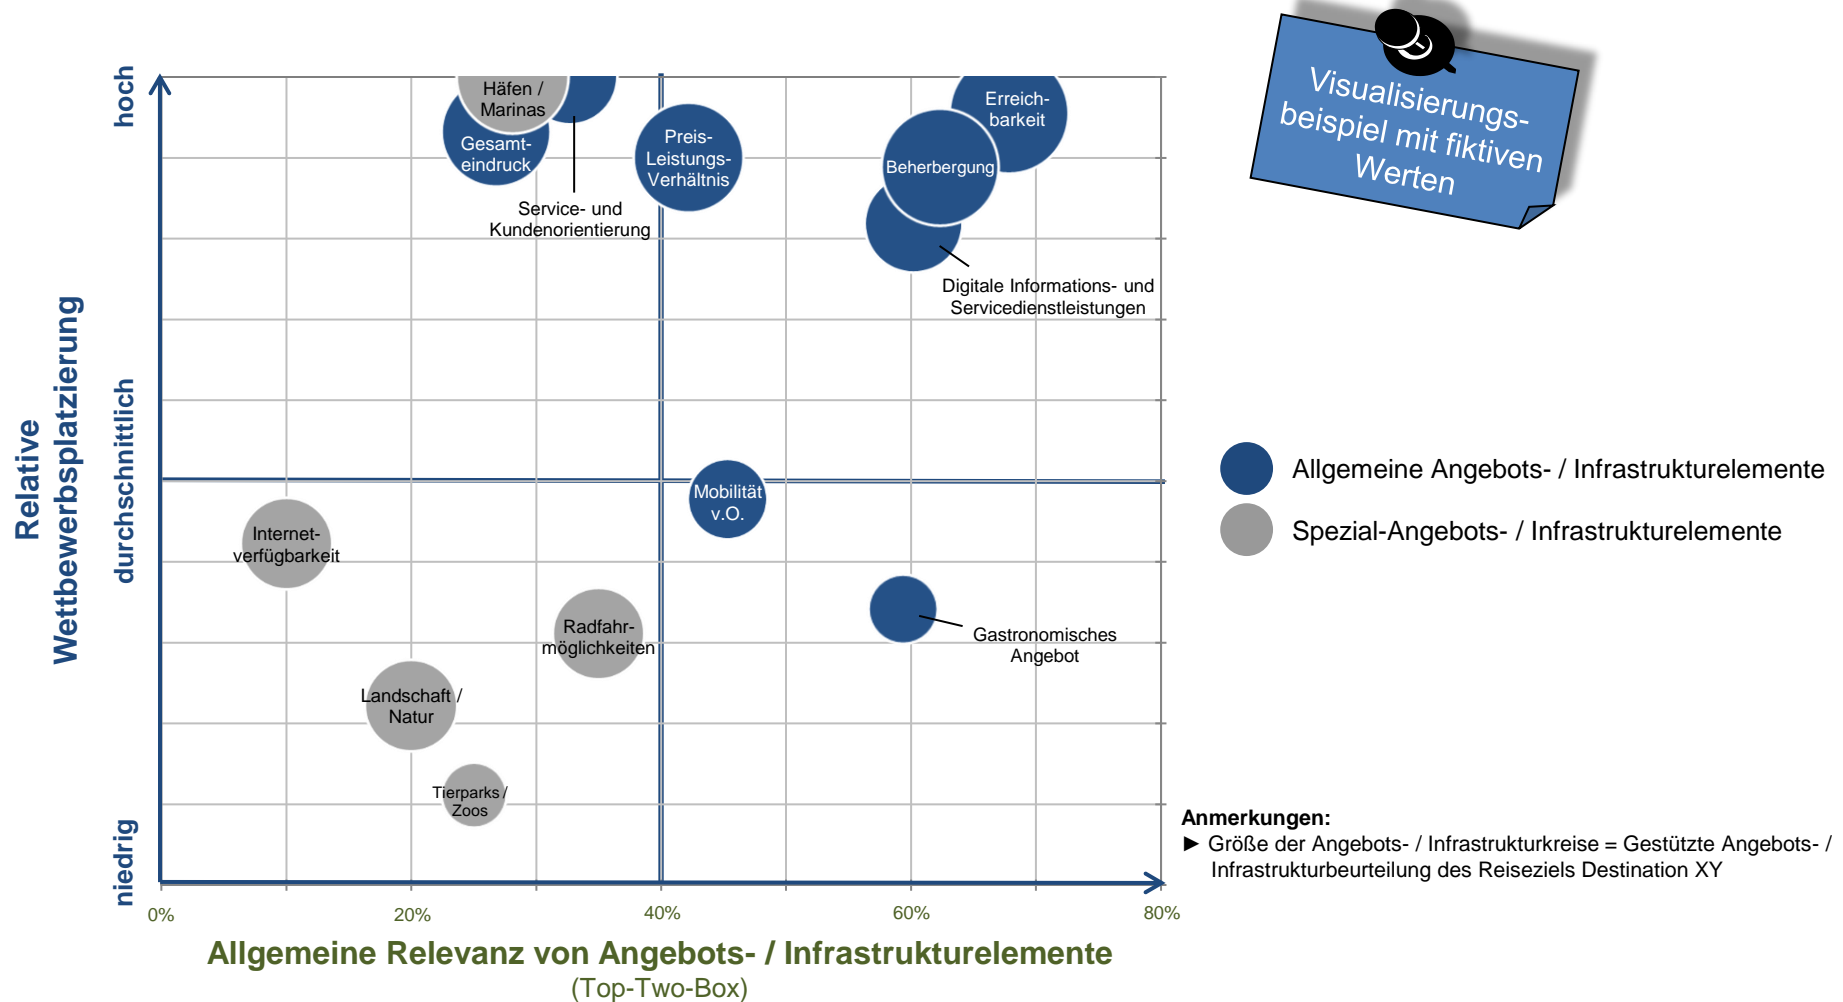 Visualisierungs-
beispiel mit fiktiven
Werten
hoch
durchschnittlich
niedrig
Relative
Wettbewerbsplatzierung
Häfen /
Marinas
Gesamt-
eindruck
Service- und
Kundenorientierung
Preis-
Leistungs-
Verhältnis
Erreich-
barkeit
Beherbergung
Digitale Informations- und
Servicedienstleistungen
Mobilität
v.O.
Internet-
verfügbarkeit
Radfahr-
möglichkeiten
Gastronomisches
Angebot
Landschaft /
Natur
Tierparks /
Zoos
0%
20%
40%
60%
80%
Allgemeine Relevanz von Angebots- / Infrastrukturelemente
(Top-Two-Box)
Allgemeine Angebots- / Infrastrukturelemente
Spezial-Angebots- / Infrastrukturelemente
Anmerkungen:
► Größe der Angebots- / Infrastrukturkreise = Gestützte Angebots- /
Infrastrukturbeurteilung des Reiseziels Destination XY